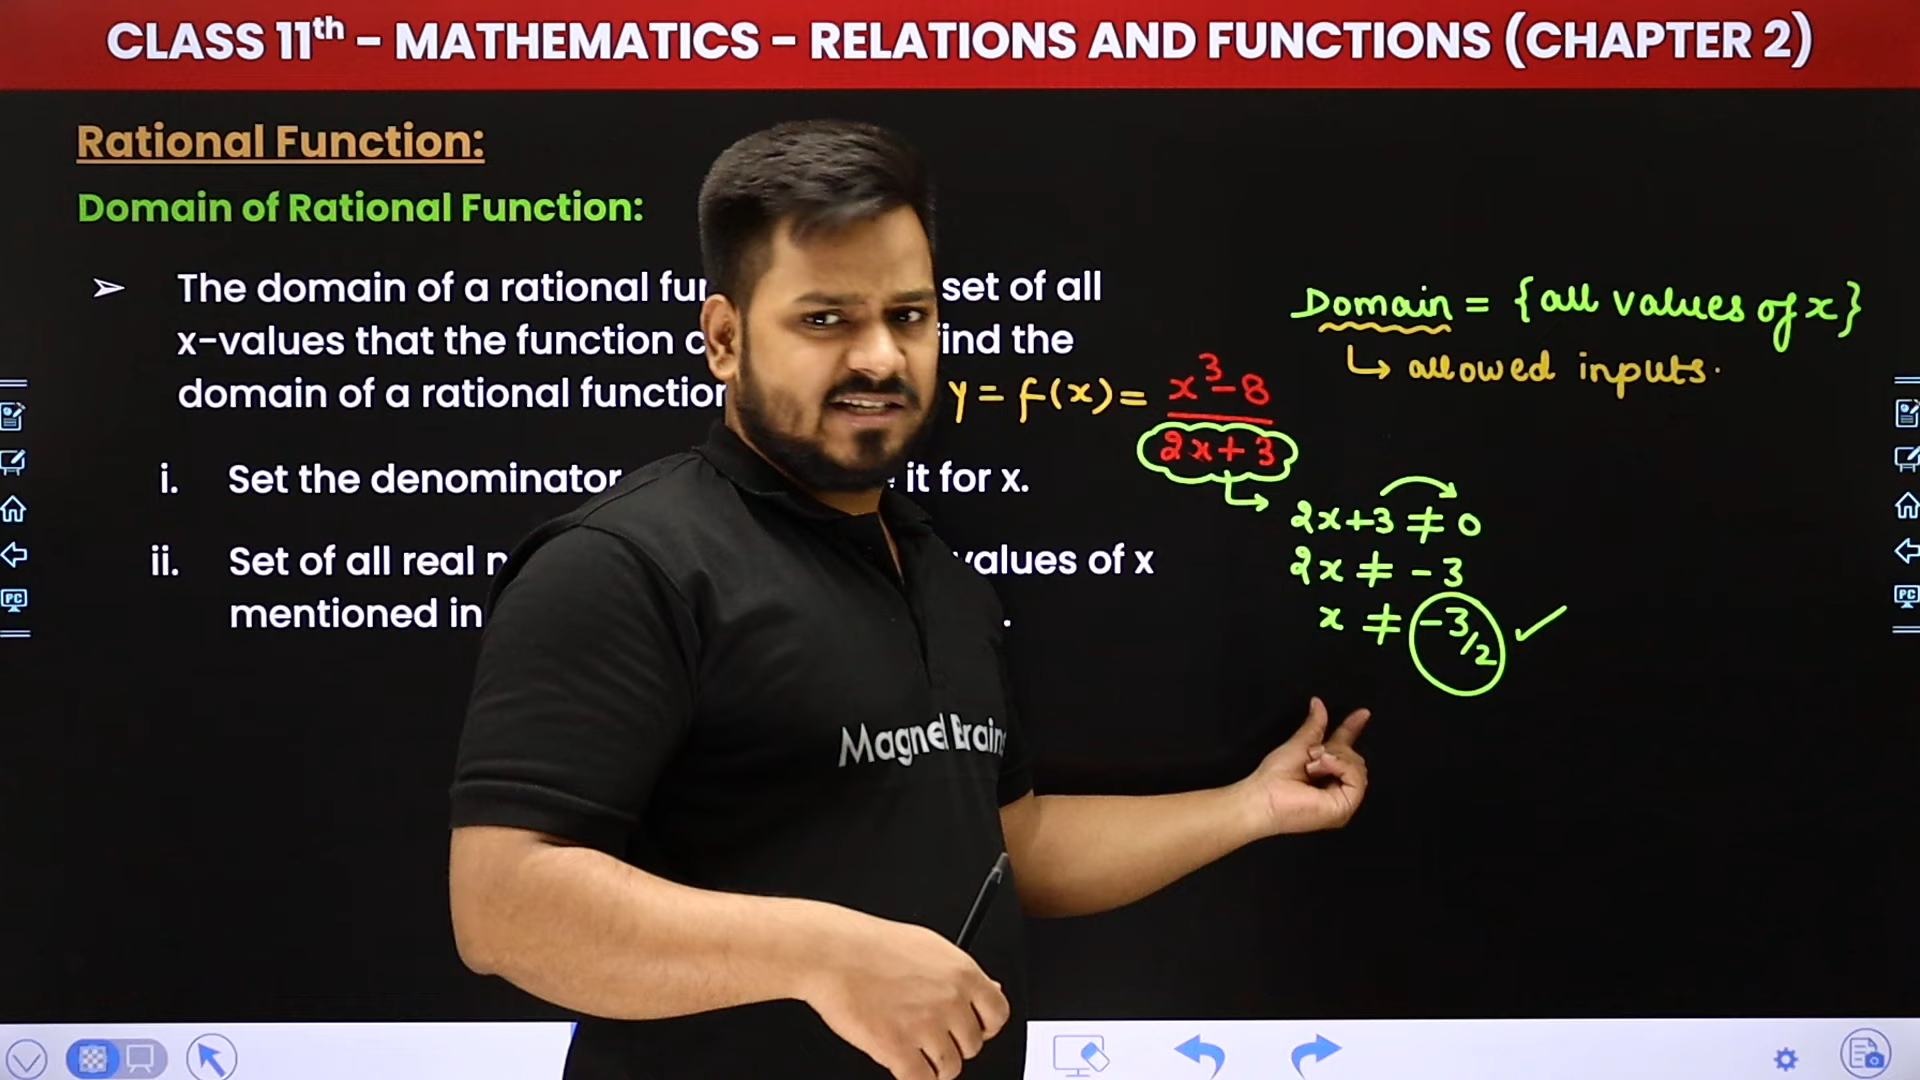 CLASS 11th - MATHEMATICS - RELATIONS AND FUNCTIONS (CHAPTER 2)
Rational Function:
Domain of Rational Function:
➢ The domain of a rational set of all
x-values that the function the
domain of a rational
i. Set the denominator it for x.
ii. Set of all real values of x
mentioned in .
y = f(x) = x³-8
2x+3
Domain = {all values of x}
↳ allowed inputs.
2x+3 ≠ 0
2x ≠ -3
x ≠ -3/2 ✓
Magnet Brains
PC
PC